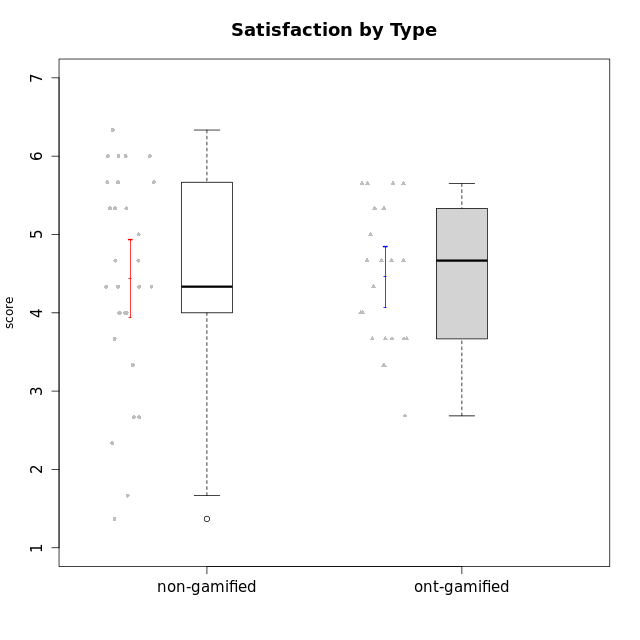 Satisfaction by Type
score
7
6
5
4
3
2
1
non-gamified
ont-gamified